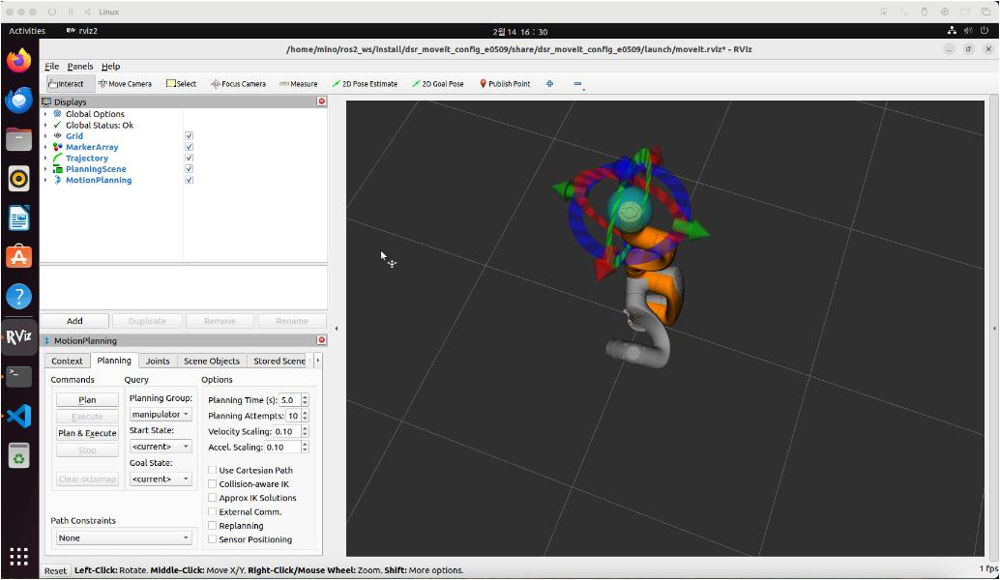 Linux
Activities rviz2 2월 14 16 : 30
/home/mino/ros2_ws/install/dsr_moveit_config_e0509/share/dsr_moveit_config_e0509/launch/moveit.rviz* - RViz
File Panels Help
Interact Move Camera Select Focus Camera Measure 2D Pose Estimate 2D Goal Pose Publish Point
Displays
Global Options
Global Status: Ok
Grid
MarkerArray
Trajectory
PlanningScene
MotionPlanning
Add Duplicate Remove Rename
RViz
MotionPlanning
Context Planning Joints Scene Objects Stored Scene
Commands Query Options
Plan
Execute
Plan & Execute
Stop
Clear octomap
Planning Group:
manipulator
Start State:
<current>
Goal State:
<current>
Planning Time (s): 5.0
Planning Attempts: 10
Velocity Scaling: 0.10
Accel. Scaling: 0.10
Use Cartesian Path
Collision-aware IK
Approx IK Solutions
External Comm.
Replanning
Sensor Positioning
Path Constraints
None
Reset Left-Click: Rotate. Middle-Click: Move X/Y. Right-Click/Mouse Wheel: Zoom. Shift: More options. 1 fps